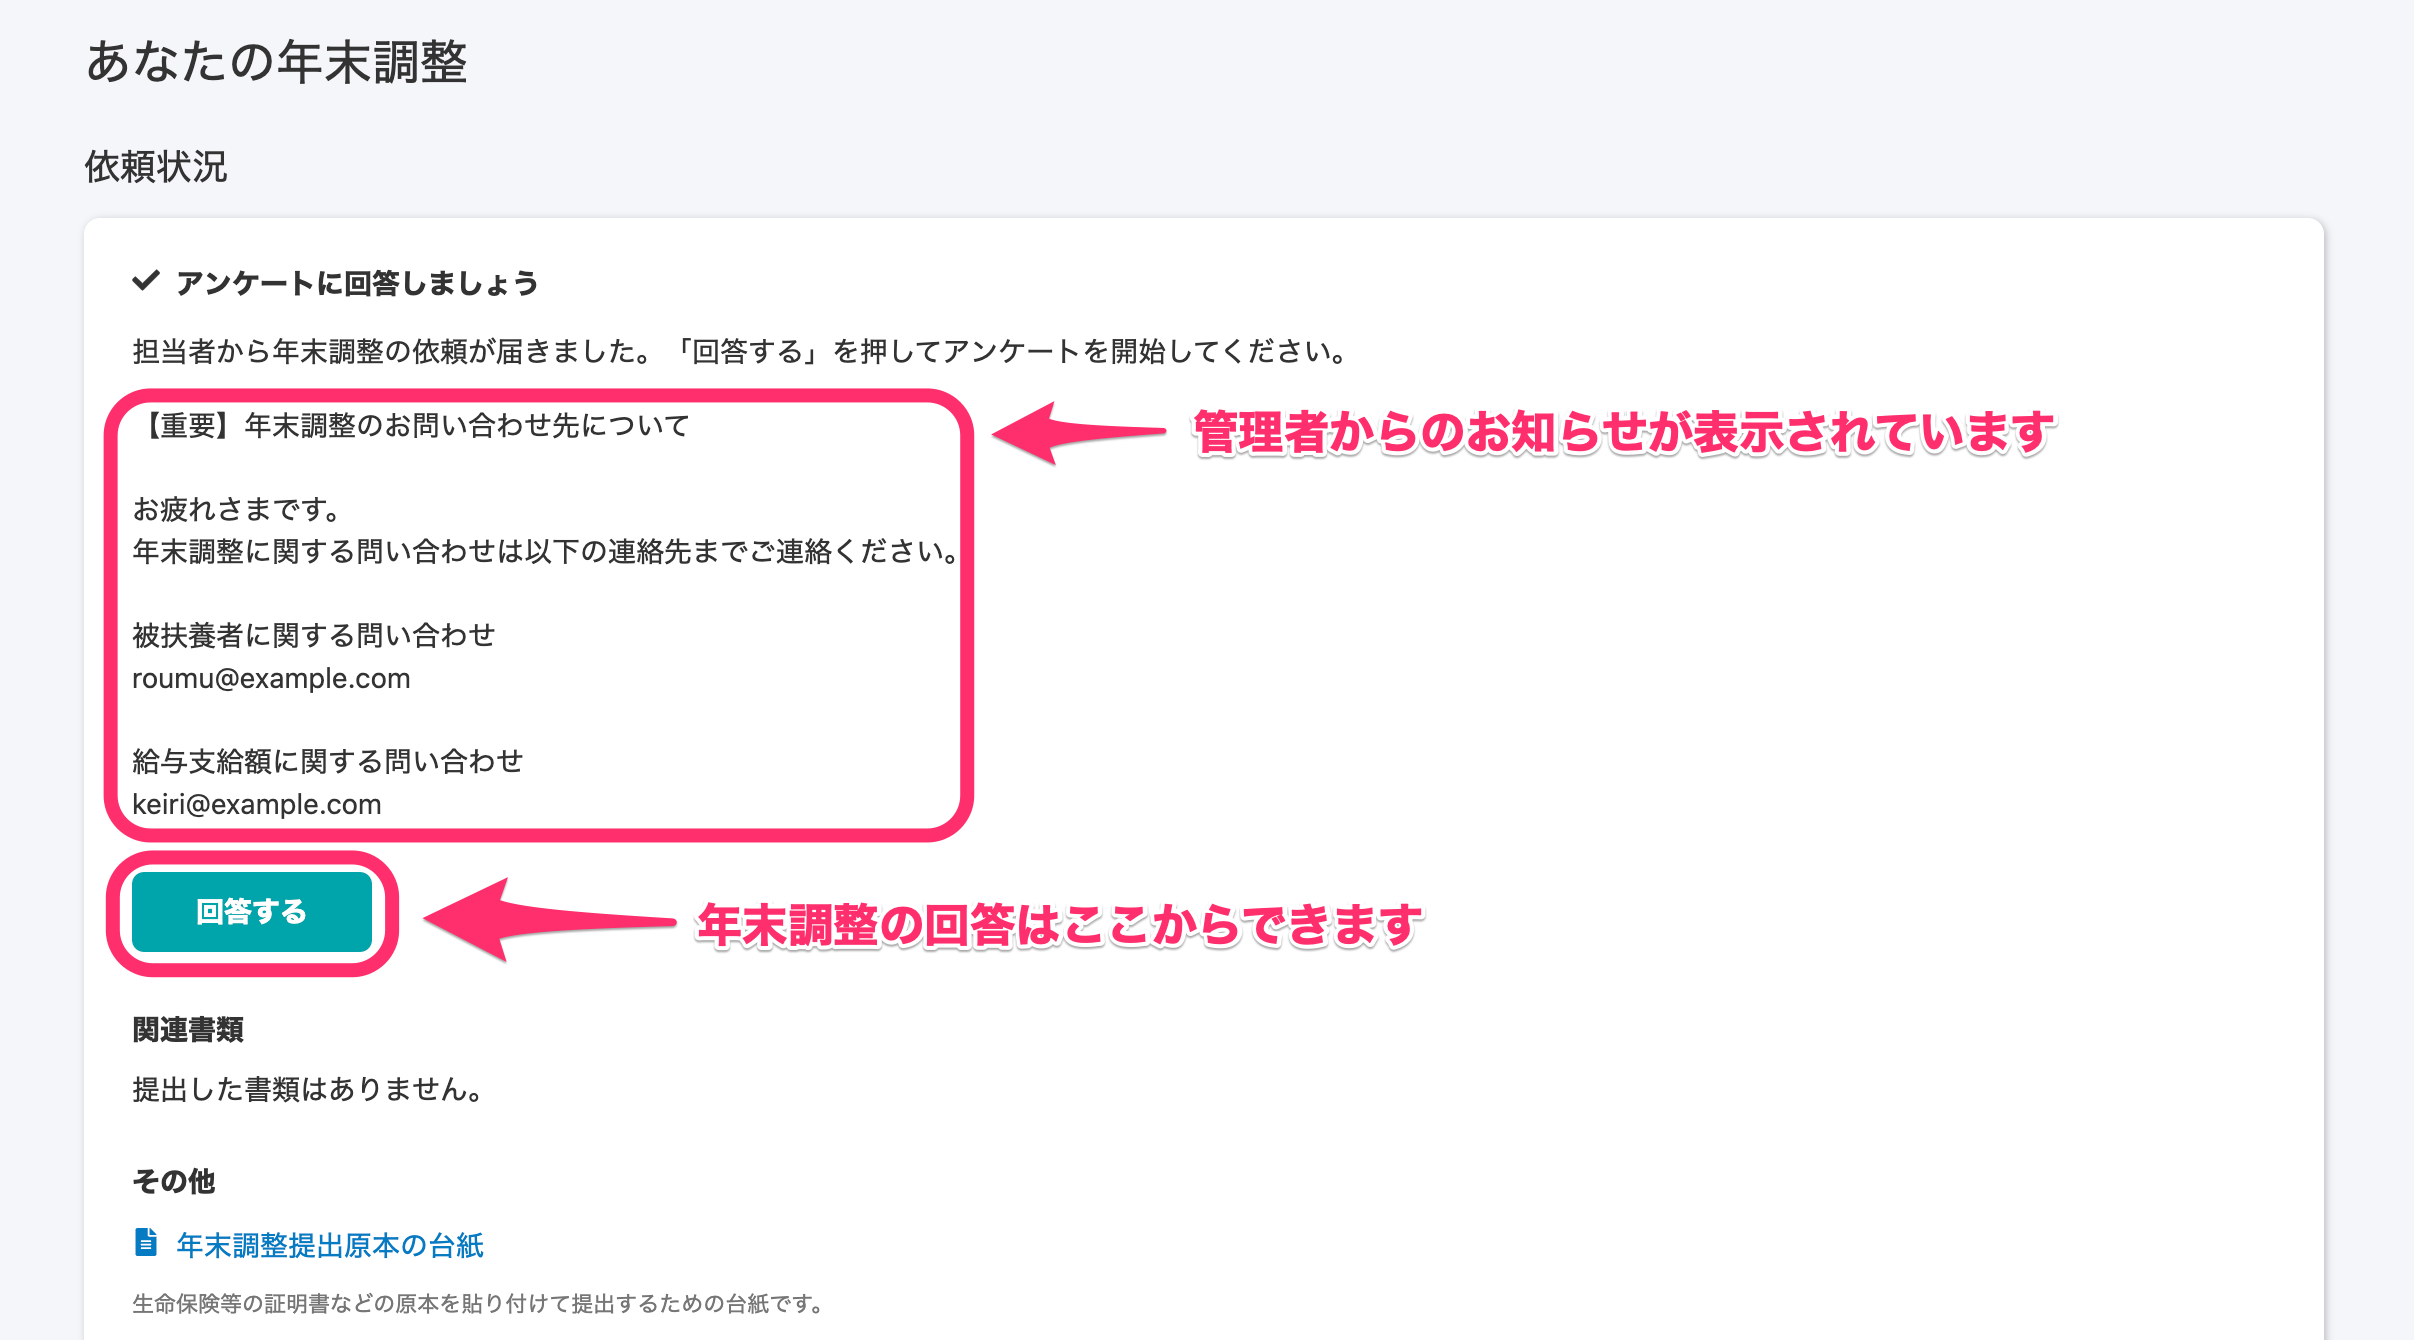 あなたの年末調整
依頼状況
アンケートに回答しましょう
担当者から年末調整の依頼が届きました。「回答する」を押してアンケートを開始してください。
【重要】年末調整のお問い合わせ先について
管理者からのお知らせが表示されています
お疲れさまです。
年末調整に関する問い合わせは以下の連絡先までご連絡ください。
被扶養者に関する問い合わせ
roumu@example.com
給与支給額に関する問い合わせ
keiri@example.com
回答する
年末調整の回答はここからできます
関連書類
提出した書類はありません。
その他
年末調整提出原本の台紙
生命保険等の証明書などの原本を貼り付けて提出するための台紙です。